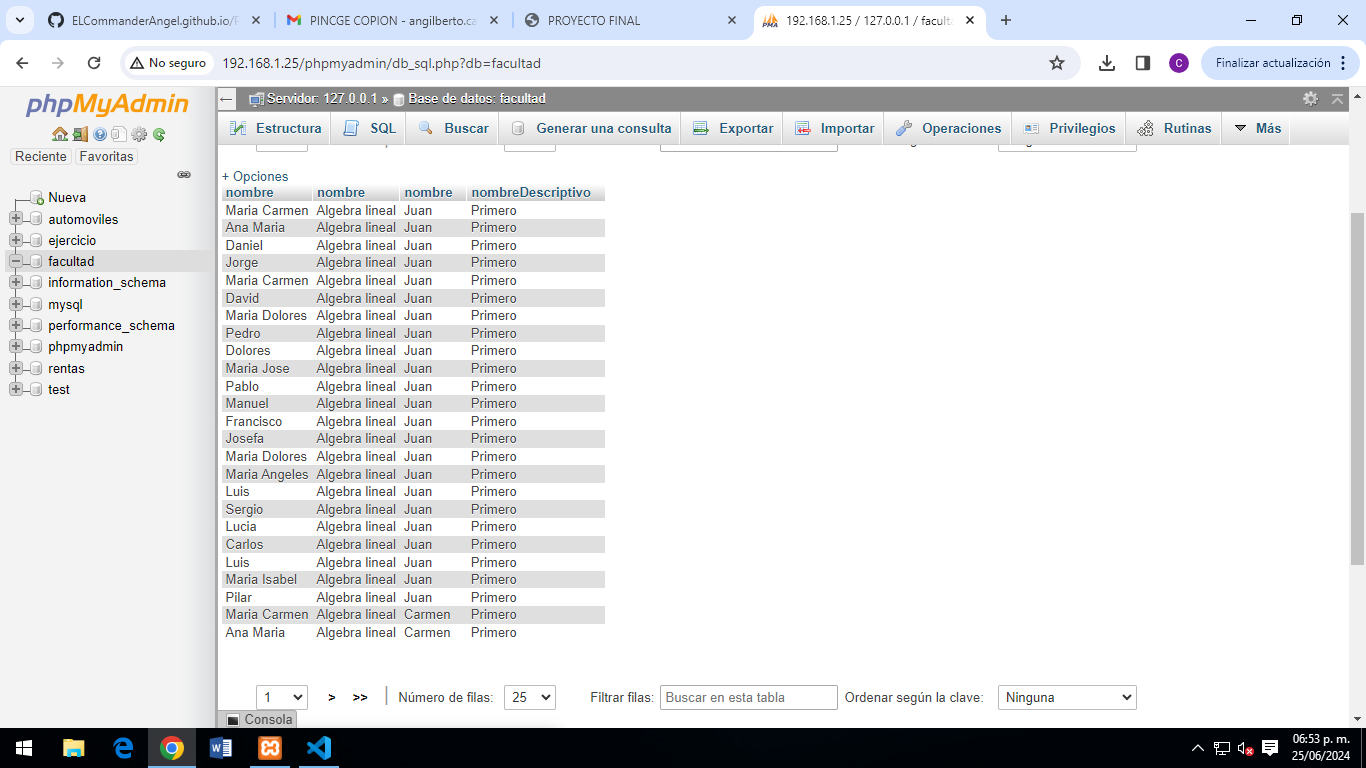 ELCommanderAngel.github.io/P
PINCGE COPION - angilberto.ca
PROYECTO FINAL
192.168.1.25 / 127.0.0.1 / faculta
No seguro
192.168.1.25/phpmyadmin/db_sql.php?db=facultad
C
Finalizar actualización
phpMyAdmin
Reciente
Favoritas
Nueva
automoviles
ejercicio
facultad
information_schema
mysql
performance_schema
phpmyadmin
rentas
test
Servidor: 127.0.0.1 » Base de datos: facultad
Estructura SQL Buscar Generar una consulta Exportar Importar Operaciones Privilegios Rutinas Más
+ Opciones
nombre nombre nombre nombreDescriptivo
Maria Carmen Algebra lineal Juan Primero
Ana Maria Algebra lineal Juan Primero
Daniel Algebra lineal Juan Primero
Jorge Algebra lineal Juan Primero
Maria Carmen Algebra lineal Juan Primero
David Algebra lineal Juan Primero
Maria Dolores Algebra lineal Juan Primero
Pedro Algebra lineal Juan Primero
Dolores Algebra lineal Juan Primero
Maria Jose Algebra lineal Juan Primero
Pablo Algebra lineal Juan Primero
Manuel Algebra lineal Juan Primero
Francisco Algebra lineal Juan Primero
Josefa Algebra lineal Juan Primero
Maria Dolores Algebra lineal Juan Primero
Maria Angeles Algebra lineal Juan Primero
Luis Algebra lineal Juan Primero
Sergio Algebra lineal Juan Primero
Lucia Algebra lineal Juan Primero
Carlos Algebra lineal Juan Primero
Luis Algebra lineal Juan Primero
Maria Isabel Algebra lineal Juan Primero
Pilar Algebra lineal Juan Primero
Maria Carmen Algebra lineal Carmen Primero
Ana Maria Algebra lineal Carmen Primero
1 > >> Número de filas: 25 Filtrar filas: Buscar en esta tabla Ordenar según la clave: Ninguna
Consola
06:53 p. m.
25/06/2024